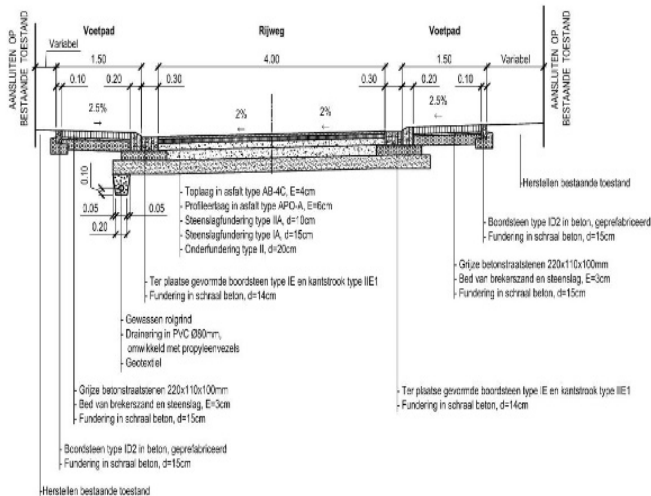 AANSLUITEN OP
BESTAANDE TOESTAND
Voetpad
Rijweg
Voetpad
AANSLUITEN OP
BESTAANDE TOESTAND
Variabel
1.50
4.00
1.50
Variabel
0.10
0.20
0.30
0.30
0.20
0.10
2.5%
2%
2%
2.5%
0.10
0.05
0.05
0.20
Toplaag in asfalt type AB-4C, E=4cm
Profileerlaag in asfalt type APO-A, E=6cm
Steenslagfundering type IIA, d=10cm
Steenslagfundering type IA, d=15cm
Onderfundering type II, d=20cm
Herstellen bestaande toestand
Boordsteen type ID2 in beton, geprefabriceerd
Fundering in schraal beton, d=15cm
Grijze betonstraatstenen 220x110x100mm
Bed van brekerszand en steenslag, E=3cm
Fundering in schraal beton, d=15cm
Ter plaatse gevormde boordsteen type IE en kantstrook type IIE1
Fundering in schraal beton, d=14cm
Gewassen rolgrind
Drainering in PVC Ø80mm,
omwikkeld met propyleenvezels
Geotextiel
Grijze betonstraatstenen 220x110x100mm
Bed van brekerszand en steenslag, E=3cm
Fundering in schraal beton, d=15cm
Ter plaatse gevormde boordsteen type IE en kantstrook type IIE1
Fundering in schraal beton, d=14cm
Boordsteen type ID2 in beton, geprefabriceerd
Fundering in schraal beton, d=15cm
Herstellen bestaande toestand